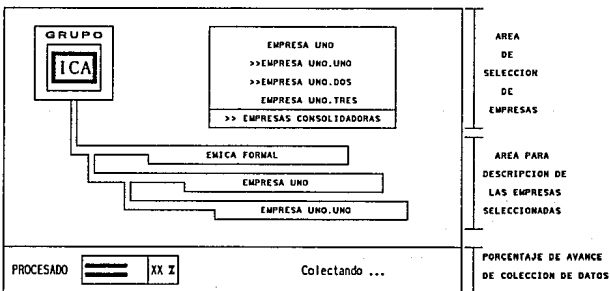 GRUPO
ICA
EMPRESA UNO
>>EMPRESA UNO.UNO
>>EMPRESA UNO.DOS
EMPRESA UNO.TRES
>> EMPRESAS CONSOLIDADORAS
AREA
DE
SELECCION
DE
EMPRESAS
EMICA FORMAL
EMPRESA UNO
EMPRESA UNO.UNO
AREA PARA
DESCRIPCION DE
LAS EMPRESAS
SELECCIONADAS
PROCESADO
XX %
Colectando ...
PORCENTAJE DE AVANCE
DE COLECCION DE DATOS